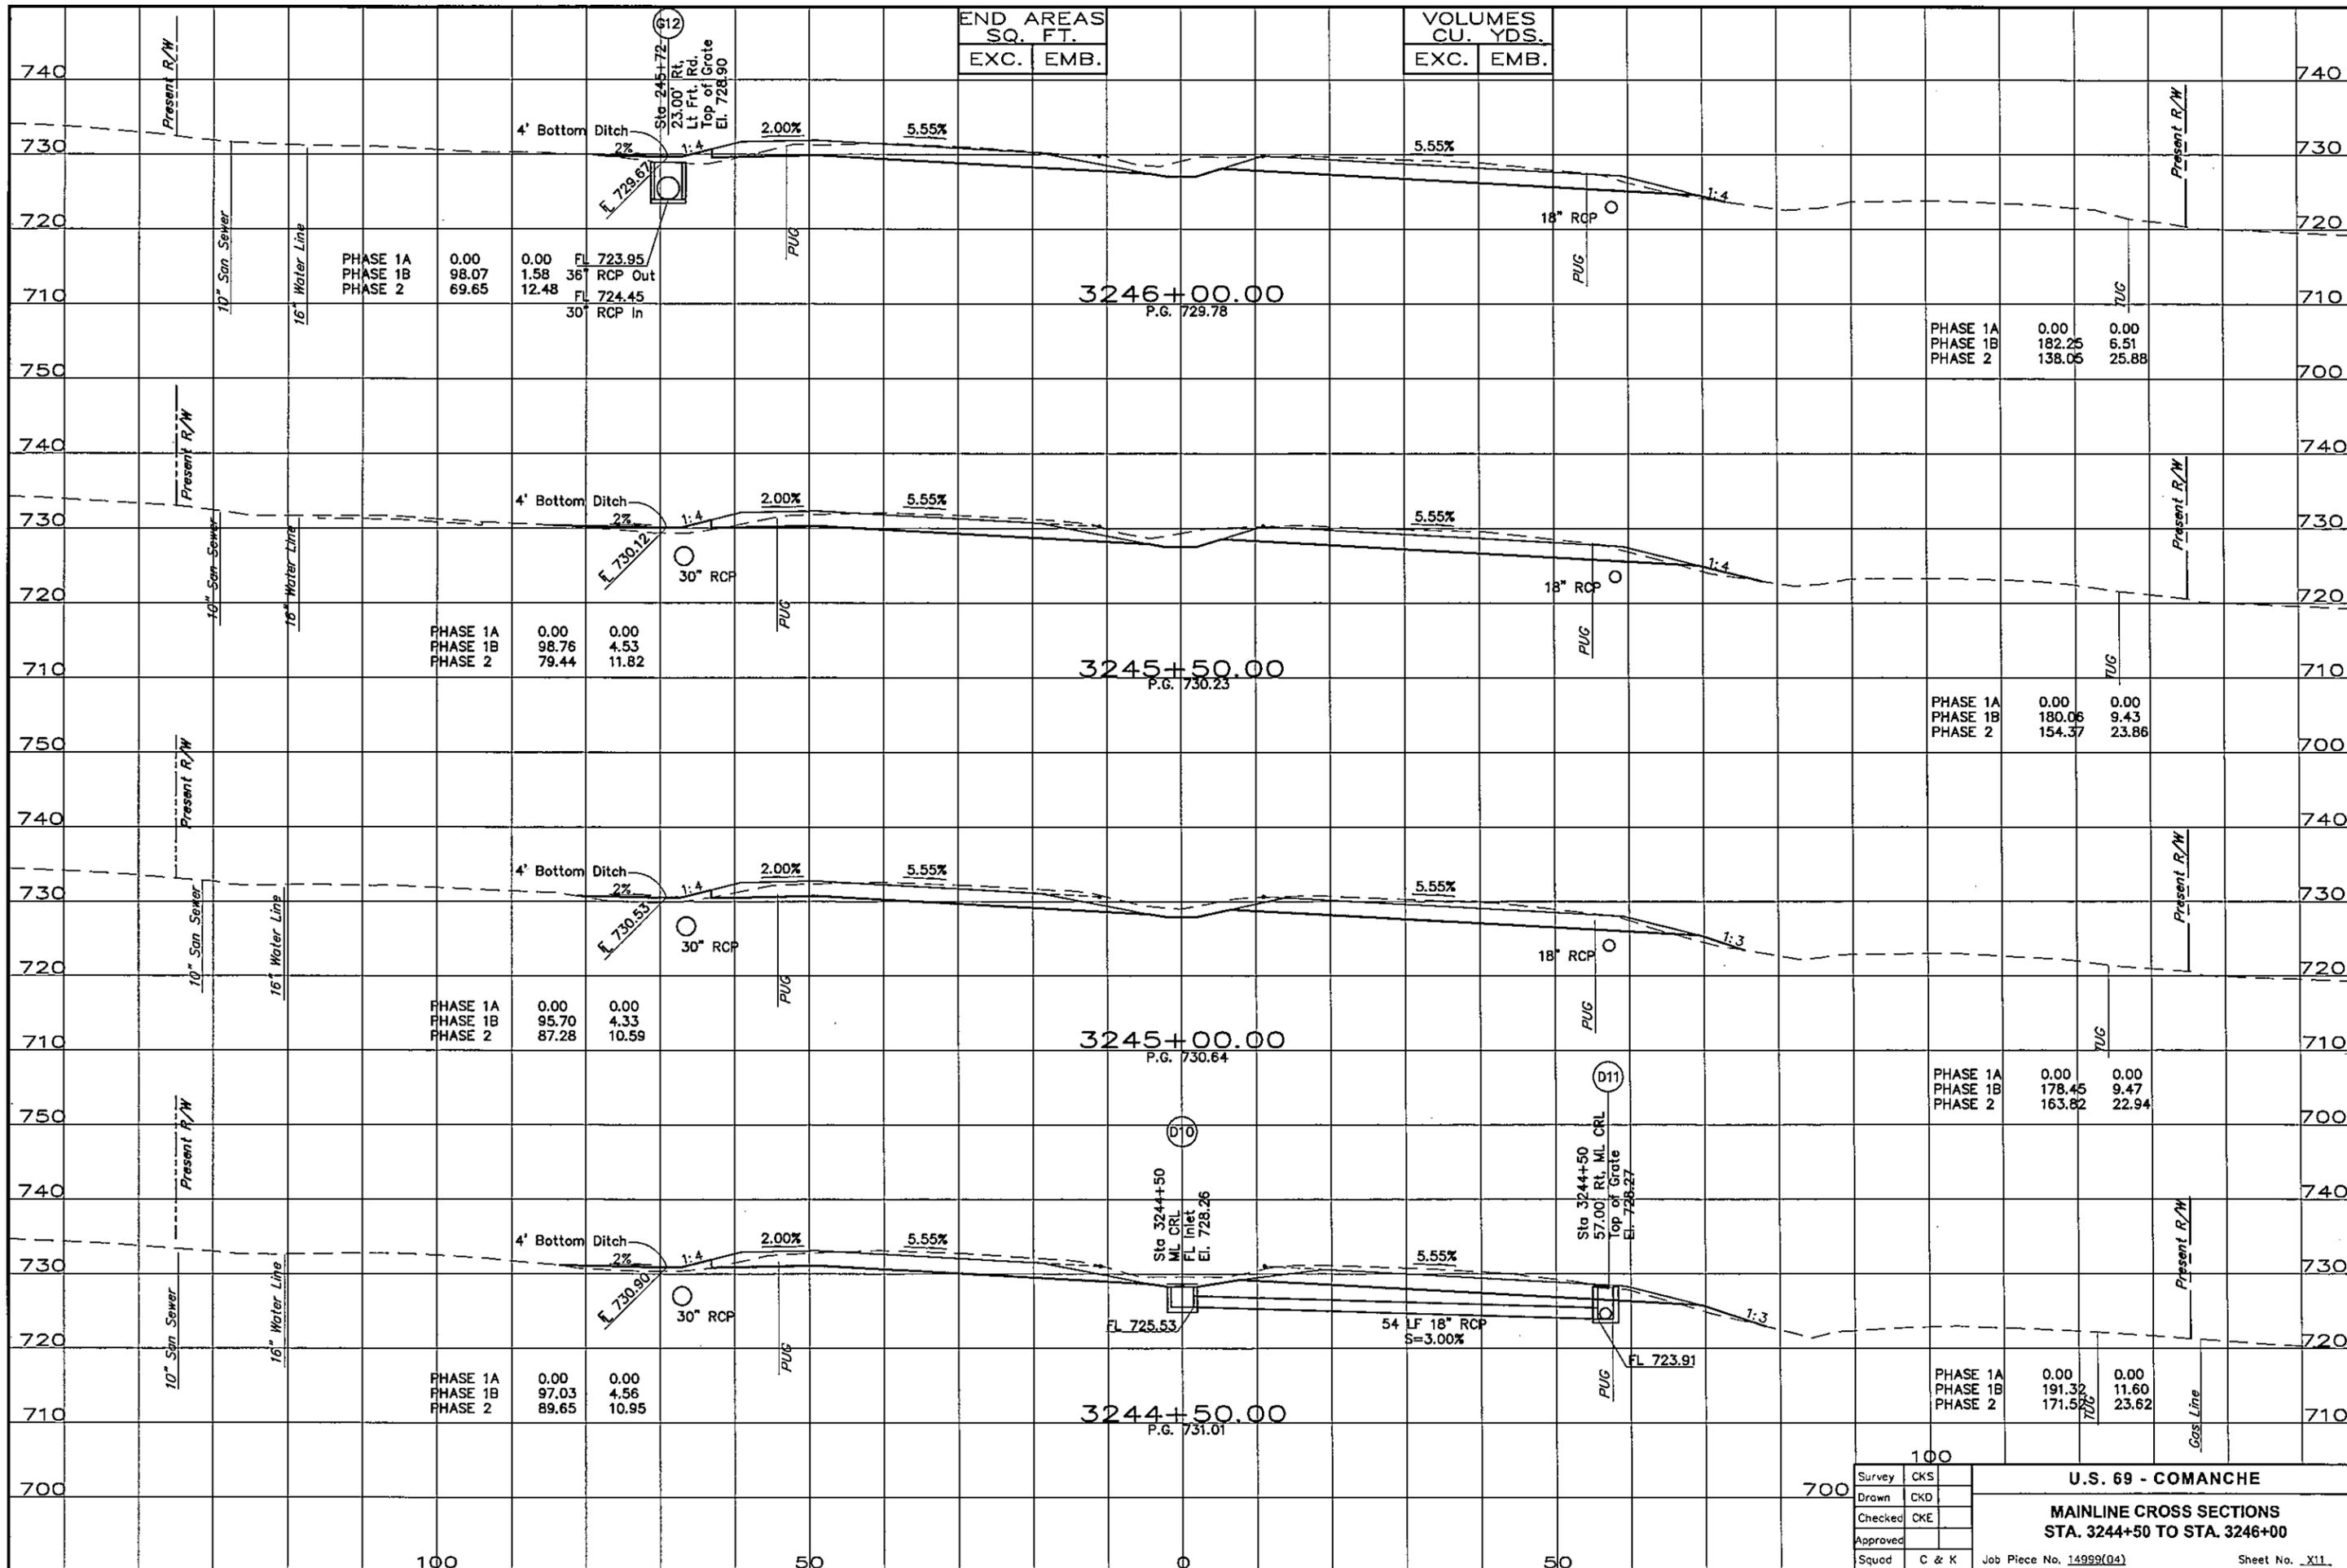 END AREAS
SQ. FT.
EXC. EMB.
VOLUMES
CU. YDS.
EXC. EMB.
G12
Sta 245+72
23.00' Rt,
Lt Frt. Rd.
Top of Grate
El. 728.90
740
740
Present R/W
Present R/W
4' Bottom Ditch
2% 1:4 2.00% 5.55% 5.55% 1:4
730
730
FL 729.67
18" RCP
720
720
10" San Sewer
16" Water Line
PUG
PUG
TUG
PHASE 1A 0.00 0.00
PHASE 1B 98.07 1.58
PHASE 2 69.65 12.48
FL 723.95
36" RCP Out
FL 724.45
30" RCP In
710
710
3246+00.00
P.G. 729.78
PHASE 1A 0.00 0.00
PHASE 1B 182.25 6.51
PHASE 2 138.05 25.88
750
700
Present R/W
Present R/W
740
740
4' Bottom Ditch
2% 1:4 2.00% 5.55% 5.55% 1:4
730
730
FL 730.12
30" RCP
18" RCP
10" San Sewer
16" Water Line
PUG
PUG
TUG
720
720
PHASE 1A 0.00 0.00
PHASE 1B 98.76 4.53
PHASE 2 79.44 11.82
710
710
3245+50.00
P.G. 730.23
PHASE 1A 0.00 0.00
PHASE 1B 180.06 9.43
PHASE 2 154.37 23.86
750
700
Present R/W
Present R/W
740
740
4' Bottom Ditch
2% 1:4 2.00% 5.55% 5.55% 1:3
730
730
FL 730.53
30" RCP
18" RCP
10" San Sewer
16" Water Line
PUG
PUG
TUG
720
720
PHASE 1A 0.00 0.00
PHASE 1B 95.70 4.33
PHASE 2 87.28 10.59
710
710
3245+00.00
P.G. 730.64
PHASE 1A 0.00 0.00
PHASE 1B 178.45 9.47
PHASE 2 163.82 22.94
750
700
D10
Sta 3244+50
ML CRL
FL Inlet
El. 728.26
D11
Sta 3244+50
57.00' Rt, ML CRL
Top of Grate
El. 728.27
Present R/W
Present R/W
740
740
4' Bottom Ditch
2% 1:4 2.00% 5.55% 5.55% 1:3
730
730
FL 730.90
30" RCP
FL 725.53
54 LF 18" RCP
S=3.00%
FL 723.91
10" San Sewer
16" Water Line
PUG
PUG
TUG
Gas Line
720
720
PHASE 1A 0.00 0.00
PHASE 1B 97.03 4.56
PHASE 2 89.65 10.95
710
710
3244+50.00
P.G. 731.01
PHASE 1A 0.00 0.00
PHASE 1B 191.32 11.60
PHASE 2 171.52 23.62
100
700
700
100 50 0 50
Survey CKS
Drawn CKD
Checked CKE
Approved
Squad C & K
U.S. 69 - COMANCHE
MAINLINE CROSS SECTIONS
STA. 3244+50 TO STA. 3246+00
Job Piece No. 14999(04) Sheet No. X11